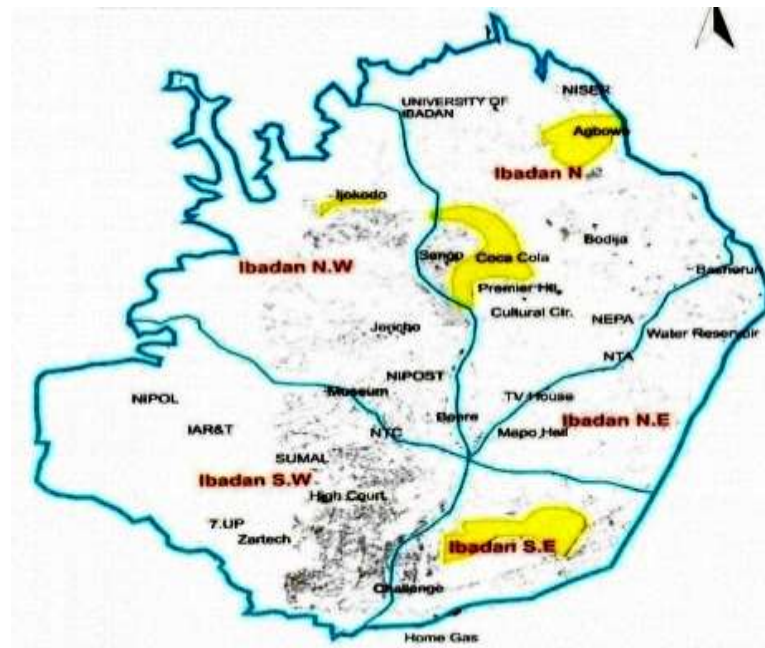 NISER
UNIVERSITY OF
IBADAN
Agbowo
Ibadan N
Ijokodo
Bodija
Sango
Coca Cola
Ibadan N.W
Basherun
Premier Hil.
Cultural Cir.
NEPA
Jericho
Water Reservoir
NTA
NIPOST
Museum
TV House
NIPOL
Beere
Ibadan N.E
IAR&T
NTC
Mapo Hall
SUMAL
Ibadan S.W
High Court
7.UP
Zartech
Ibadan S.E
Challenge
Home Gas